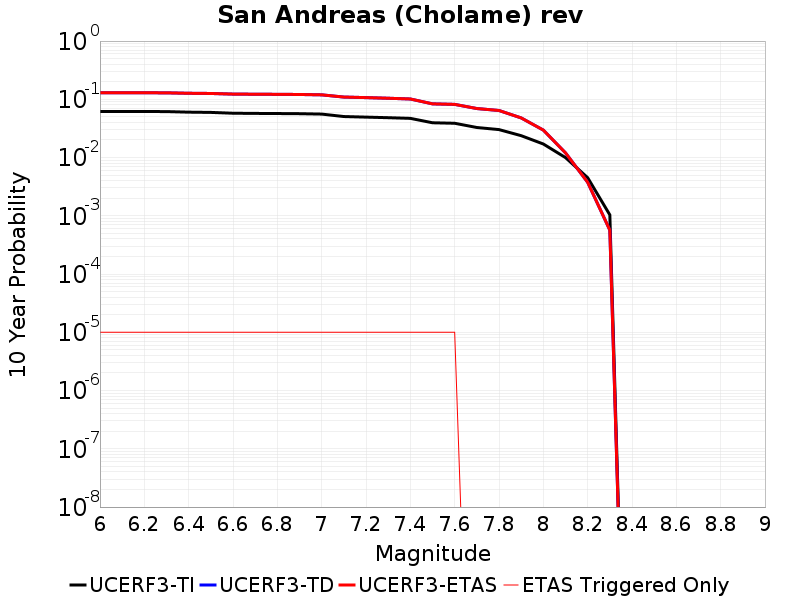 San Andreas (Cholame) rev
10^0
10^-1
10^-2
10^-3
10^-4
10^-5
10^-6
10^-7
10^-8
10 Year Probability
6 6.2 6.4 6.6 6.8 7 7.2 7.4 7.6 7.8 8 8.2 8.4 8.6 8.8 9
Magnitude
UCERF3-TI UCERF3-TD UCERF3-ETAS ETAS Triggered Only